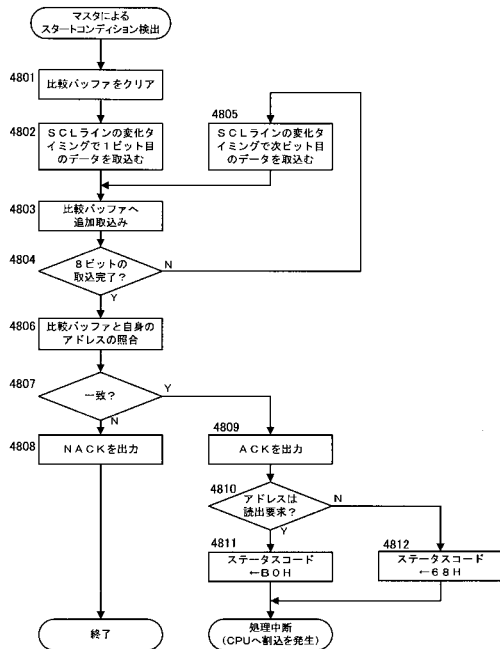 マスタによる
スタートコンディション検出
4801
比較バッファをクリア
4802
SCLラインの変化タイ
ミングで1ビット目
のデータを取込む
4805
SCLラインの変化タイ
ミングで次ビット目
のデータを取込む
4803
比較バッファへ
追加取込み
4804
8ビットの
取込完了?
N
Y
4806
比較バッファと自身の
アドレスの照合
4807
一致?
Y
N
4808
NACKを出力
4809
ACKを出力
4810
アドレスは
読出要求?
N
Y
4811
ステータスコード
←B0H
4812
ステータスコード
←68H
終了
処理中断
(CPUへ割込を発生)